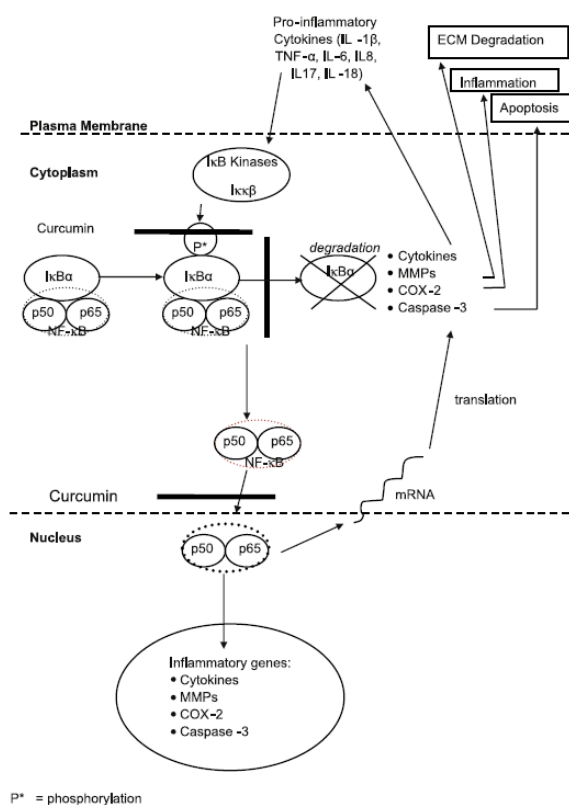 Pro-inflammatory
Cytokines (IL -1β,
TNF-α, IL-6, IL8,
IL17, IL -18)
ECM Degradation
Inflammation
Apoptosis
Plasma Membrane
Cytoplasm
IκB Kinases
Iκκβ
Curcumin
P*
degradation
IκBα
IκBα
IκBα
• Cytokines
• MMPs
• COX-2
• Caspase -3
p50
p65
NF-κB
p50
p65
NF-κB
translation
p50
p65
NF-κB
Curcumin
mRNA
Nucleus
p50
p65
Inflammatory genes:
• Cytokines
• MMPs
• COX-2
• Caspase -3
P* = phosphorylation